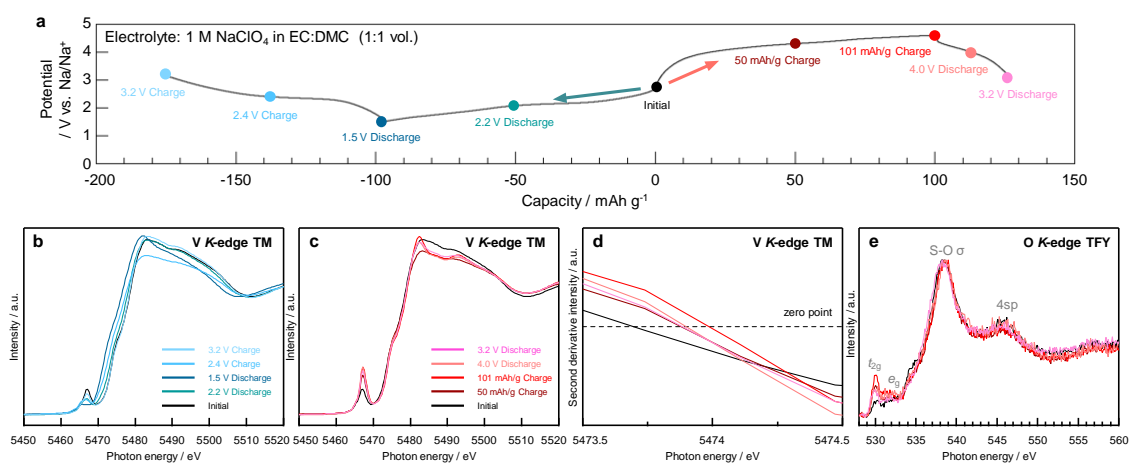 a
Electrolyte: 1 M NaClO4 in EC:DMC (1:1 vol.)
Potential
/ V vs. Na/Na+
5
4
3
2
1
0
3.2 V Charge
2.4 V Charge
1.5 V Discharge
2.2 V Discharge
Initial
50 mAh/g Charge
101 mAh/g Charge
4.0 V Discharge
3.2 V Discharge
-200 -150 -100 -50 0 50 100 150
Capacity / mAh g-1
b
V K-edge TM
Intensity / a.u.
3.2 V Charge
2.4 V Charge
1.5 V Discharge
2.2 V Discharge
Initial
5450 5460 5470 5480 5490 5500 5510 5520
Photon energy / eV
c
V K-edge TM
Intensity / a.u.
3.2 V Discharge
4.0 V Discharge
101 mAh/g Charge
50 mAh/g Charge
Initial
5450 5460 5470 5480 5490 5500 5510 5520
Photon energy / eV
d
V K-edge TM
Second derivative intensity / a.u.
zero point
5473.5 5474 5474.5
Photon energy / eV
e
O K-edge TFY
Intensity / a.u.
S-O σ
4sp
t2g
eg
530 535 540 545 550 555 560
Photon energy / eV